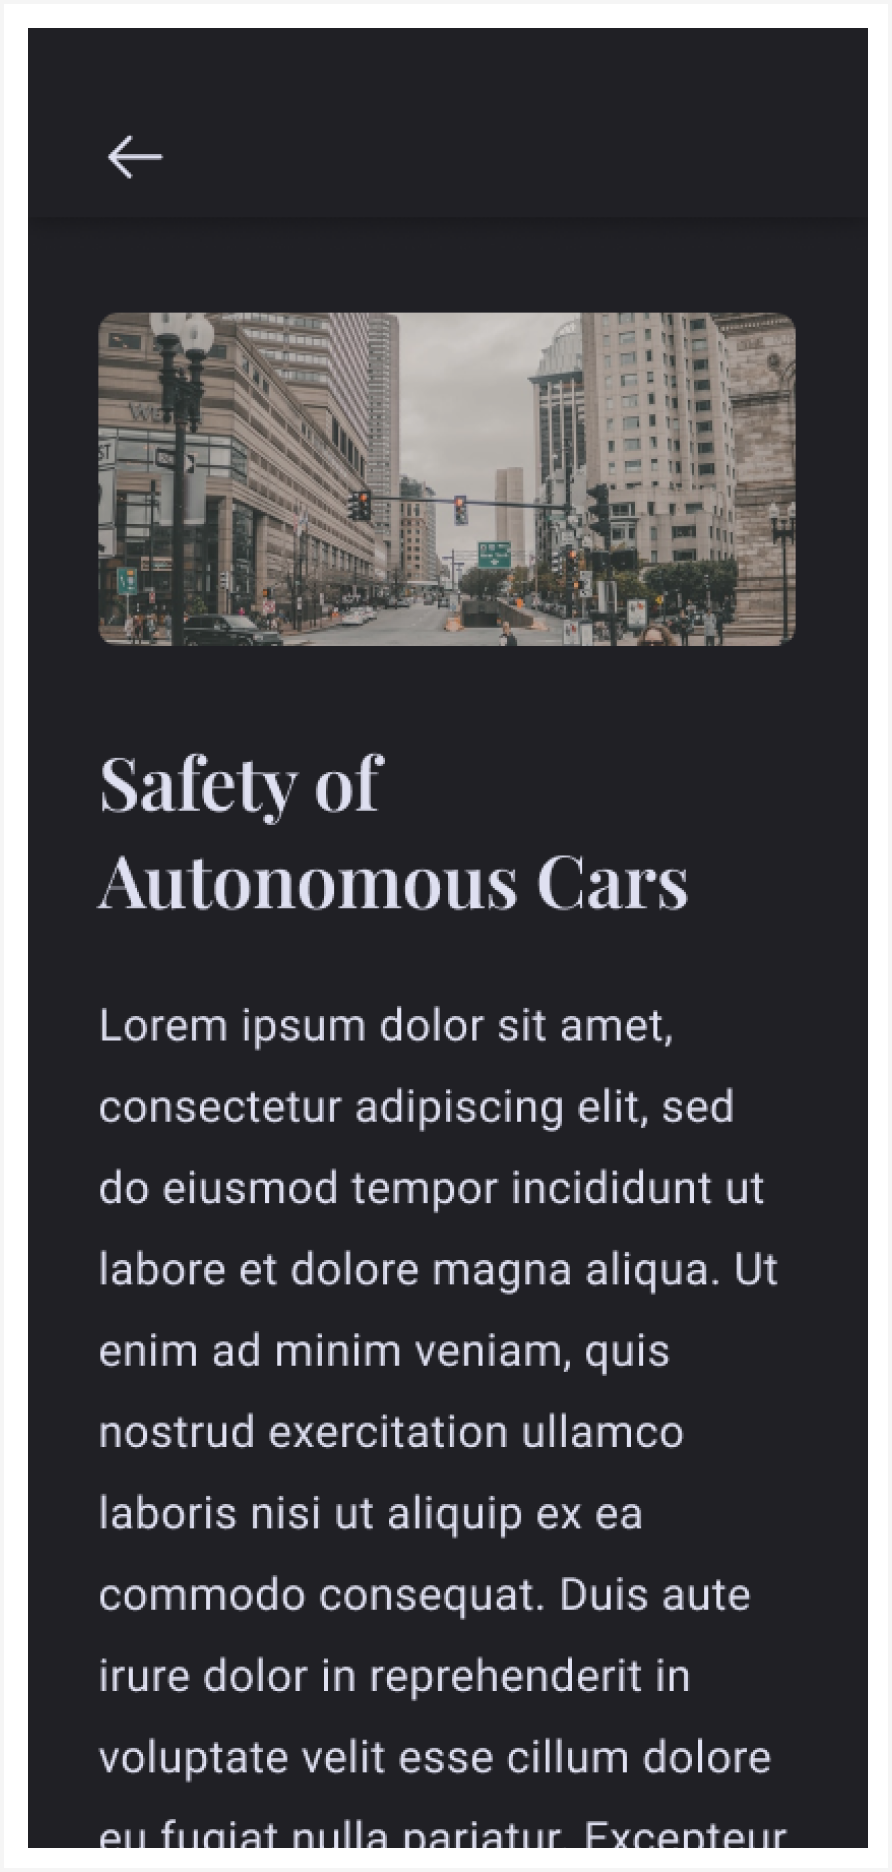 Safety of
Autonomous Cars
Lorem ipsum dolor sit amet,
consectetur adipiscing elit, sed
do eiusmod tempor incididunt ut
labore et dolore magna aliqua. Ut
enim ad minim veniam, quis
nostrud exercitation ullamco
laboris nisi ut aliquip ex ea
commodo consequat. Duis aute
irure dolor in reprehenderit in
voluptate velit esse cillum dolore
eu fugiat nulla pariatur. Excepteur